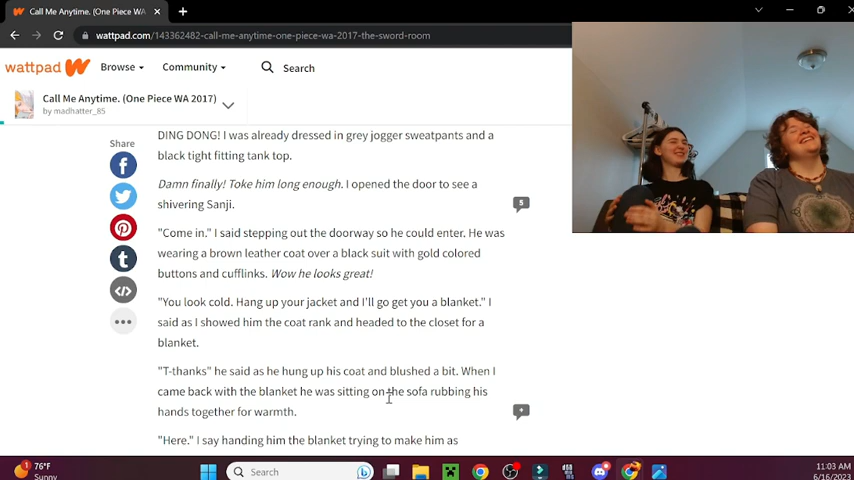 Call Me Anytime. (One Piece WA
wattpad.com/143362482-call-me-anytime-one-piece-wa-2017-the-sword-room
wattpad
Browse
Community
Search
Call Me Anytime. (One Piece WA 2017)
by madhatter_85
Share
DING DONG! I was already dressed in grey jogger sweatpants and a
black tight fitting tank top.
Damn finally! Toke him long enough. I opened the door to see a
shivering Sanji.
5
"Come in." I said stepping out the doorway so he could enter. He was
wearing a brown leather coat over a black suit with gold colored
buttons and cufflinks. Wow he looks great!
"You look cold. Hang up your jacket and I'll go get you a blanket." I
said as I showed him the coat rank and headed to the closet for a
blanket.
"T-thanks" he said as he hung up his coat and blushed a bit. When I
came back with the blanket he was sitting on the sofa rubbing his
hands together for warmth.
+
"Here." I say handing him the blanket trying to make him as
1
76°F
Sunny
Search
11:03 AM
6/16/2023